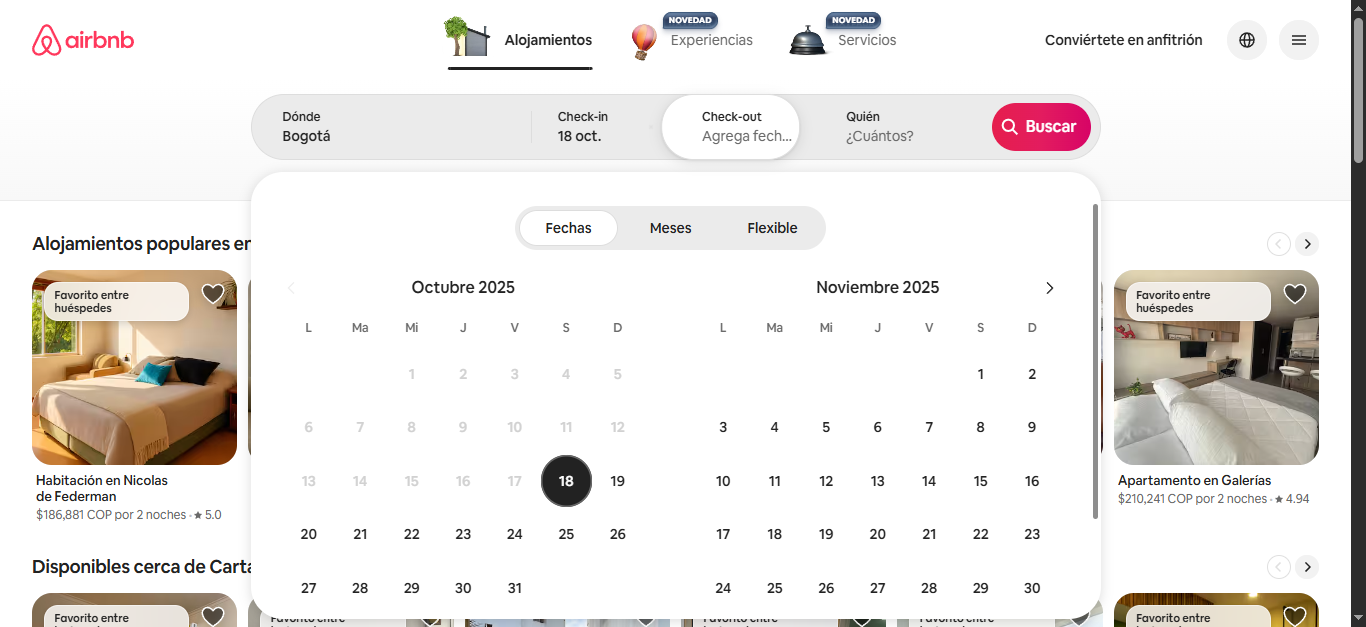 airbnb
Alojamientos
NOVEDAD
Experiencias
NOVEDAD
Servicios
Conviértete en anfitrión
Dónde
Bogotá
Check-in
18 oct.
Check-out
Agrega fech...
Quién
¿Cuántos?
Buscar
Fechas
Meses
Flexible
Octubre 2025
L Ma Mi J V S D
1 2 3 4 5
6 7 8 9 10 11 12
13 14 15 16 17 18 19
20 21 22 23 24 25 26
27 28 29 30 31
Noviembre 2025
L Ma Mi J V S D
1 2
3 4 5 6 7 8 9
10 11 12 13 14 15 16
17 18 19 20 21 22 23
24 25 26 27 28 29 30
Alojamientos populares en
Favorito entre
huéspedes
Habitación en Nicolas
de Federman
$186,881 COP por 2 noches · ★ 5.0
Favorito entre
huéspedes
Apartamento en Galerías
$210,241 COP por 2 noches · ★ 4.94
Disponibles cerca de Carta
Favorito entre
Favorito entre
Favorito entre
Favorito entre
Favorito entre